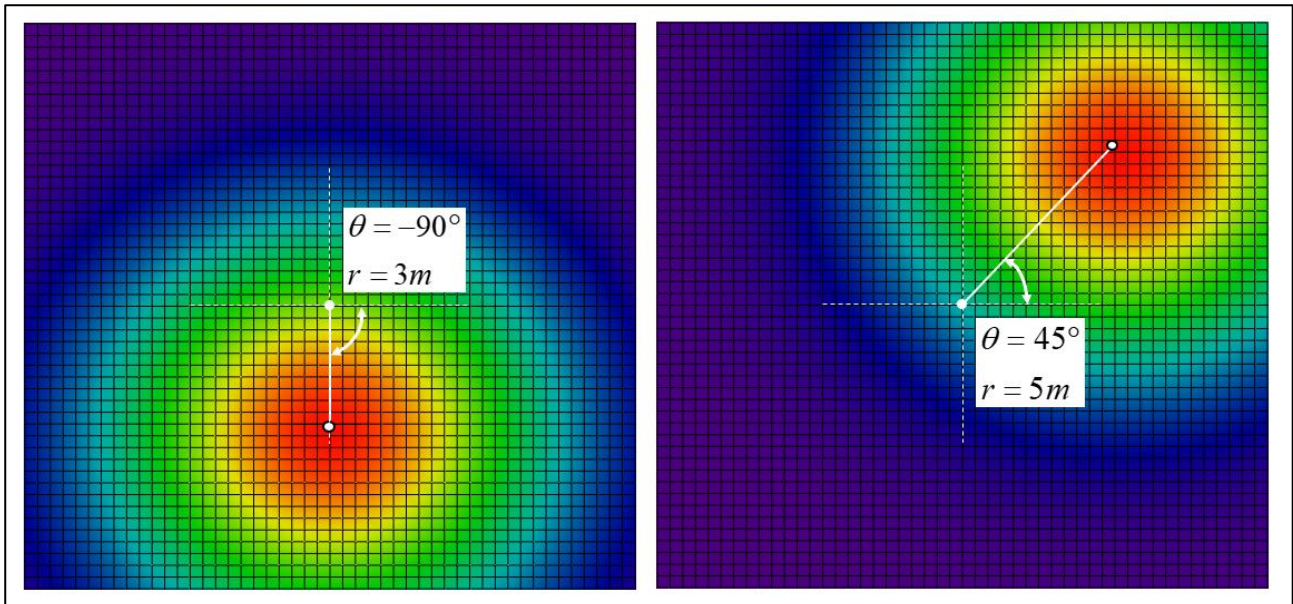 θ = –90°
r = 3m
θ = 45°
r = 5m